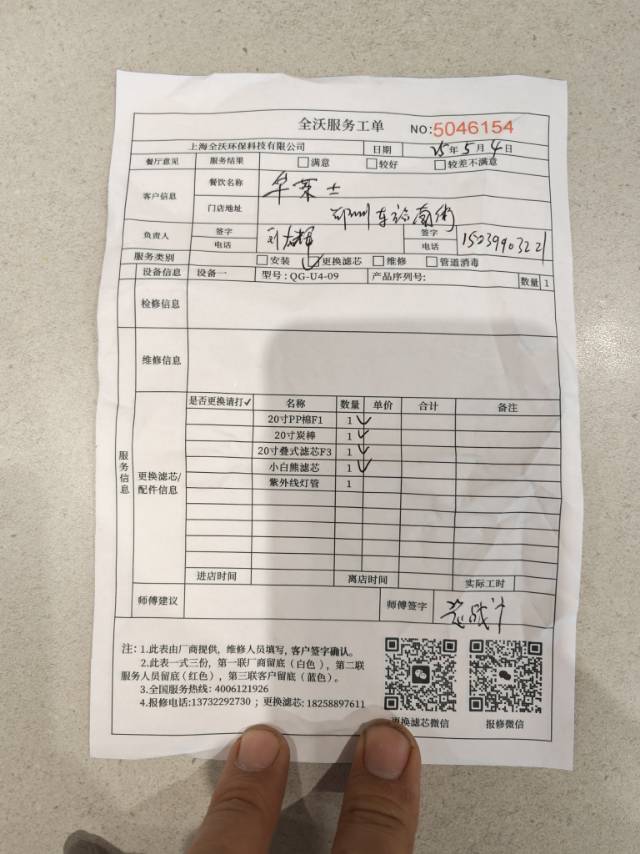 全沃服务工单 NO:5046154
上海全沃环保科技有限公司 日期 25年5月4日
餐厅意见 服务结果 满意 较好 较差不满意
客户信息 餐饮名称 华莱士
门店地址 郑州东裕南街
负责人 签字 签字
电话 电话 15039903221
服务类别 安装 更换滤芯 维修 管道消毒
设备信息 设备一 型号:QG-U4-09 产品序列号: 数量 1
检修信息
维修信息
服务信息
更换滤芯/配件信息
是否更换请打✓ 名称 数量 单价 合计 备注
20寸PP棉F1 1 ✓
20寸炭棒 1 ✓
20寸叠式滤芯F3 1 ✓
小白熊滤芯 1 ✓
紫外线灯管 1
进店时间 离店时间 实际工时
师傅建议 师傅签字
注:1.此表由厂商提供,维修人员填写,客户签字确认。
2.此表一式三份,第一联厂商留底(白色),第二联
服务人员留底(红色),第三联客户留底(蓝色)。
3.全国服务热线:4006121926
4.报修电话:13732292730;更换滤芯:18258897611
更换滤芯微信 报修微信